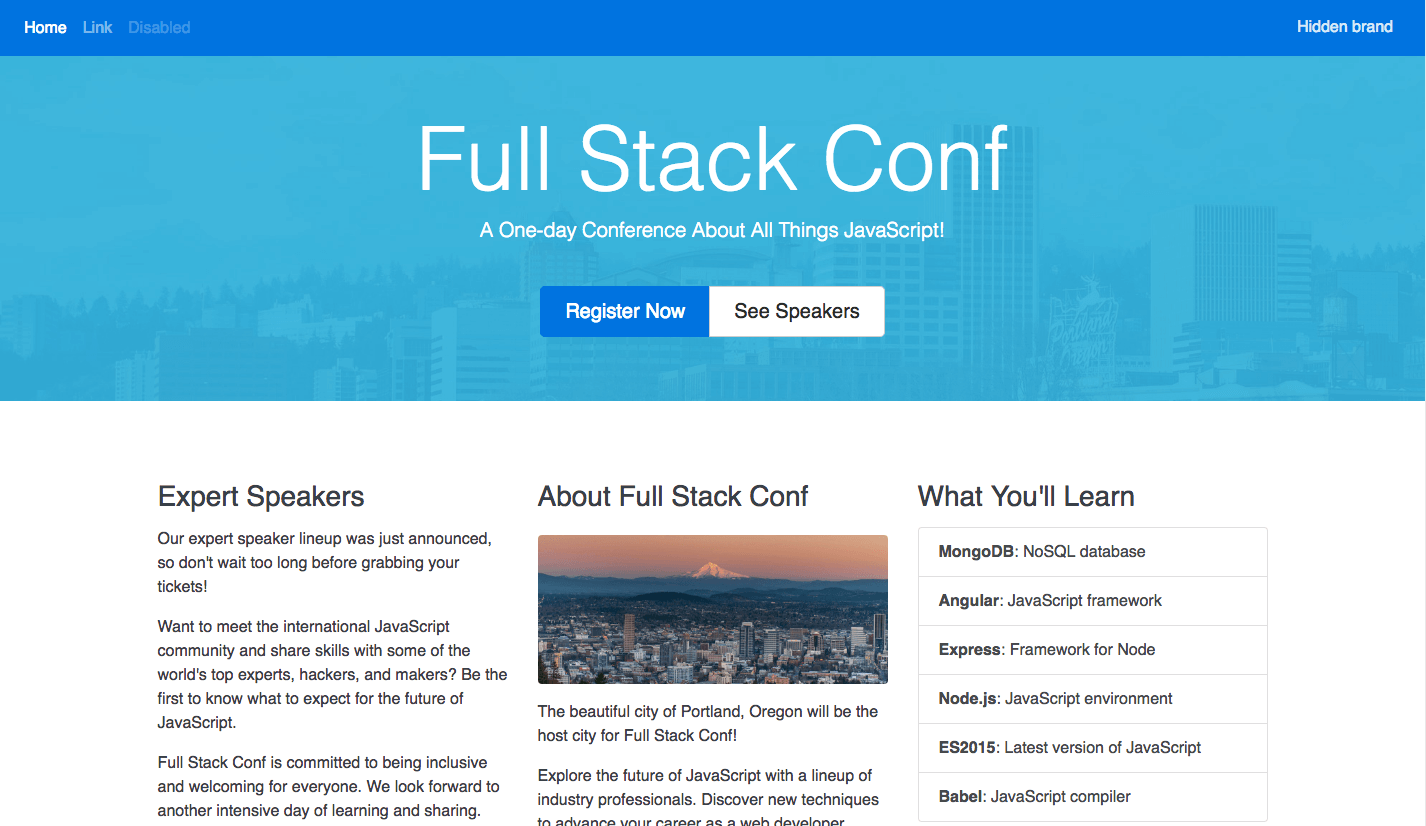 Home Link Disabled Hidden brand
Full Stack Conf
A One-day Conference About All Things JavaScript!
Register Now See Speakers
Expert Speakers
Our expert speaker lineup was just announced,
so don't wait too long before grabbing your
tickets!
Want to meet the international JavaScript
community and share skills with some of the
world's top experts, hackers, and makers? Be the
first to know what to expect for the future of
JavaScript.
Full Stack Conf is committed to being inclusive
and welcoming for everyone. We look forward to
another intensive day of learning and sharing.
About Full Stack Conf
The beautiful city of Portland, Oregon will be the
host city for Full Stack Conf!
Explore the future of JavaScript with a lineup of
industry professionals. Discover new techniques
to advance your career as a web developer
What You'll Learn
MongoDB: NoSQL database
Angular: JavaScript framework
Express: Framework for Node
Node.js: JavaScript environment
ES2015: Latest version of JavaScript
Babel: JavaScript compiler